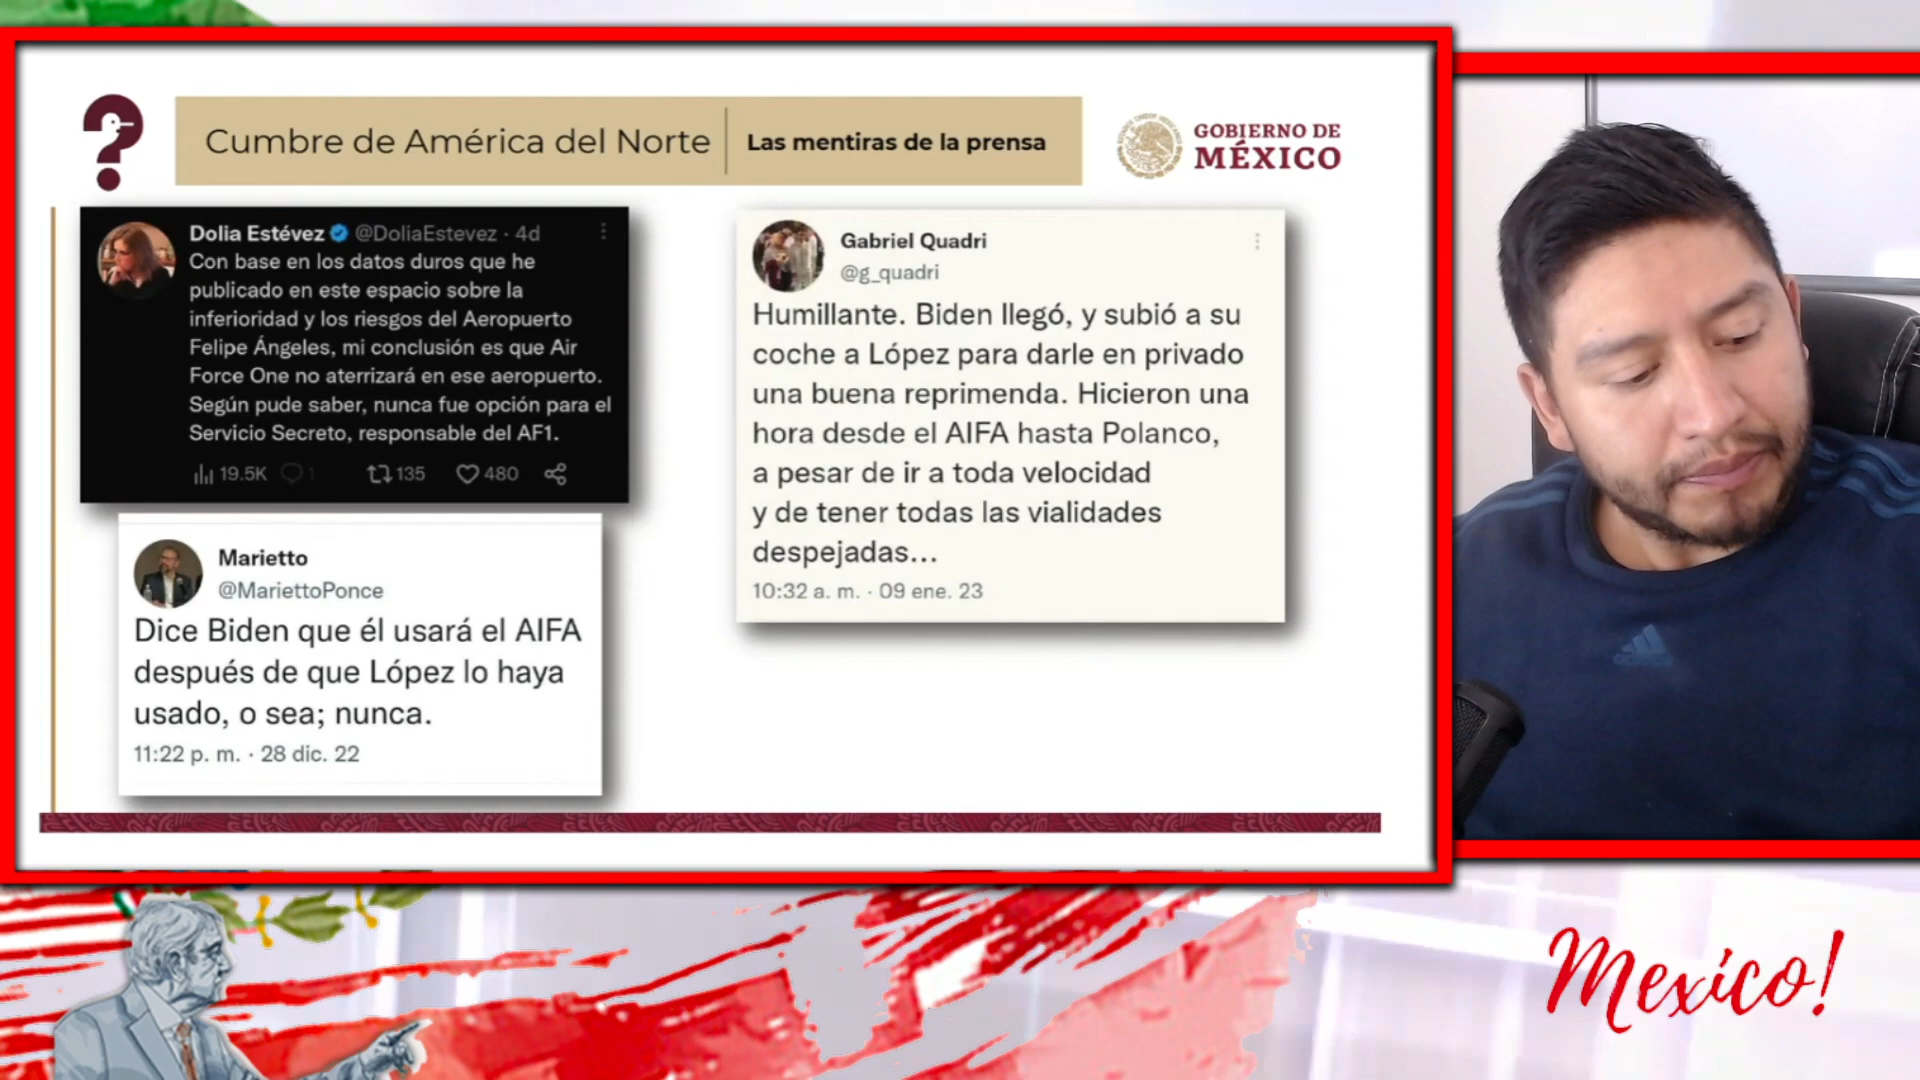 Cumbre de América del Norte
Las mentiras de la prensa
GOBIERNO DE
MÉXICO
Dolia Estévez @DoliaEstevez · 4d
Con base en los datos duros que he
publicado en este espacio sobre la
inferioridad y los riesgos del Aeropuerto
Felipe Ángeles, mi conclusión es que Air
Force One no aterrizará en ese aeropuerto.
Según pude saber, nunca fue opción para el
Servicio Secreto, responsable del AF1.
19.5K 1 135 480
Marietto
@MariettoPonce
Dice Biden que él usará el AIFA
después de que López lo haya
usado, o sea; nunca.
11:22 p. m. · 28 dic. 22
Gabriel Quadri
@g_quadri
Humillante. Biden llegó, y subió a su
coche a López para darle en privado
una buena reprimenda. Hicieron una
hora desde el AIFA hasta Polanco,
a pesar de ir a toda velocidad
y de tener todas las vialidades
despejadas...
10:32 a. m. · 09 ene. 23
adidas
Mexico!